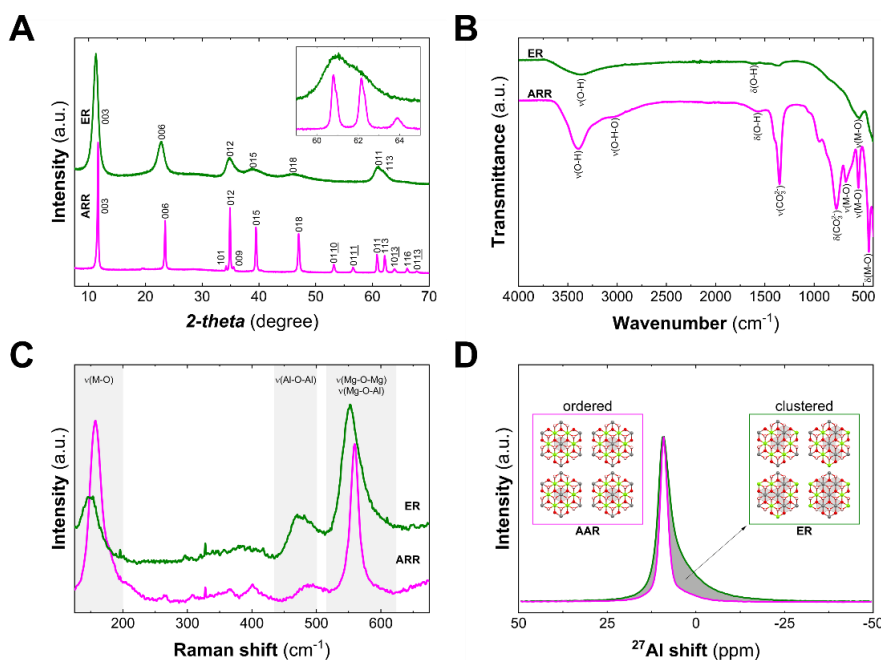 A
Intensity (a.u.)
ER
ARR
003
006
012
015
018
011
113
003
006
101
012
009
015
018
0110
0111
011
113
1013
116
0113
60 62 64
10 20 30 40 50 60 70
2-theta (degree)
B
Transmittance (a.u.)
ER
ARR
ν(O-H)
δ(O-H)
ν(M-O)
ν(O-H)
ν(O-H-O)
δ(O-H)
ν(CO₃²⁻)
δ(CO₃²⁻)
ν(M-O)
ν(M-O)
δ(M-O)
4000 3500 3000 2500 2000 1500 1000 500
Wavenumber (cm⁻¹)
C
Intensity (a.u.)
ν(M-O)
ν(Al-O-Al)
ν(Mg-O-Mg)
ν(Mg-O-Al)
ER
ARR
200 300 400 500 600
Raman shift (cm⁻¹)
D
Intensity (a.u.)
ordered
clustered
AAR
ER
50 25 0 -25 -50
²⁷Al shift (ppm)